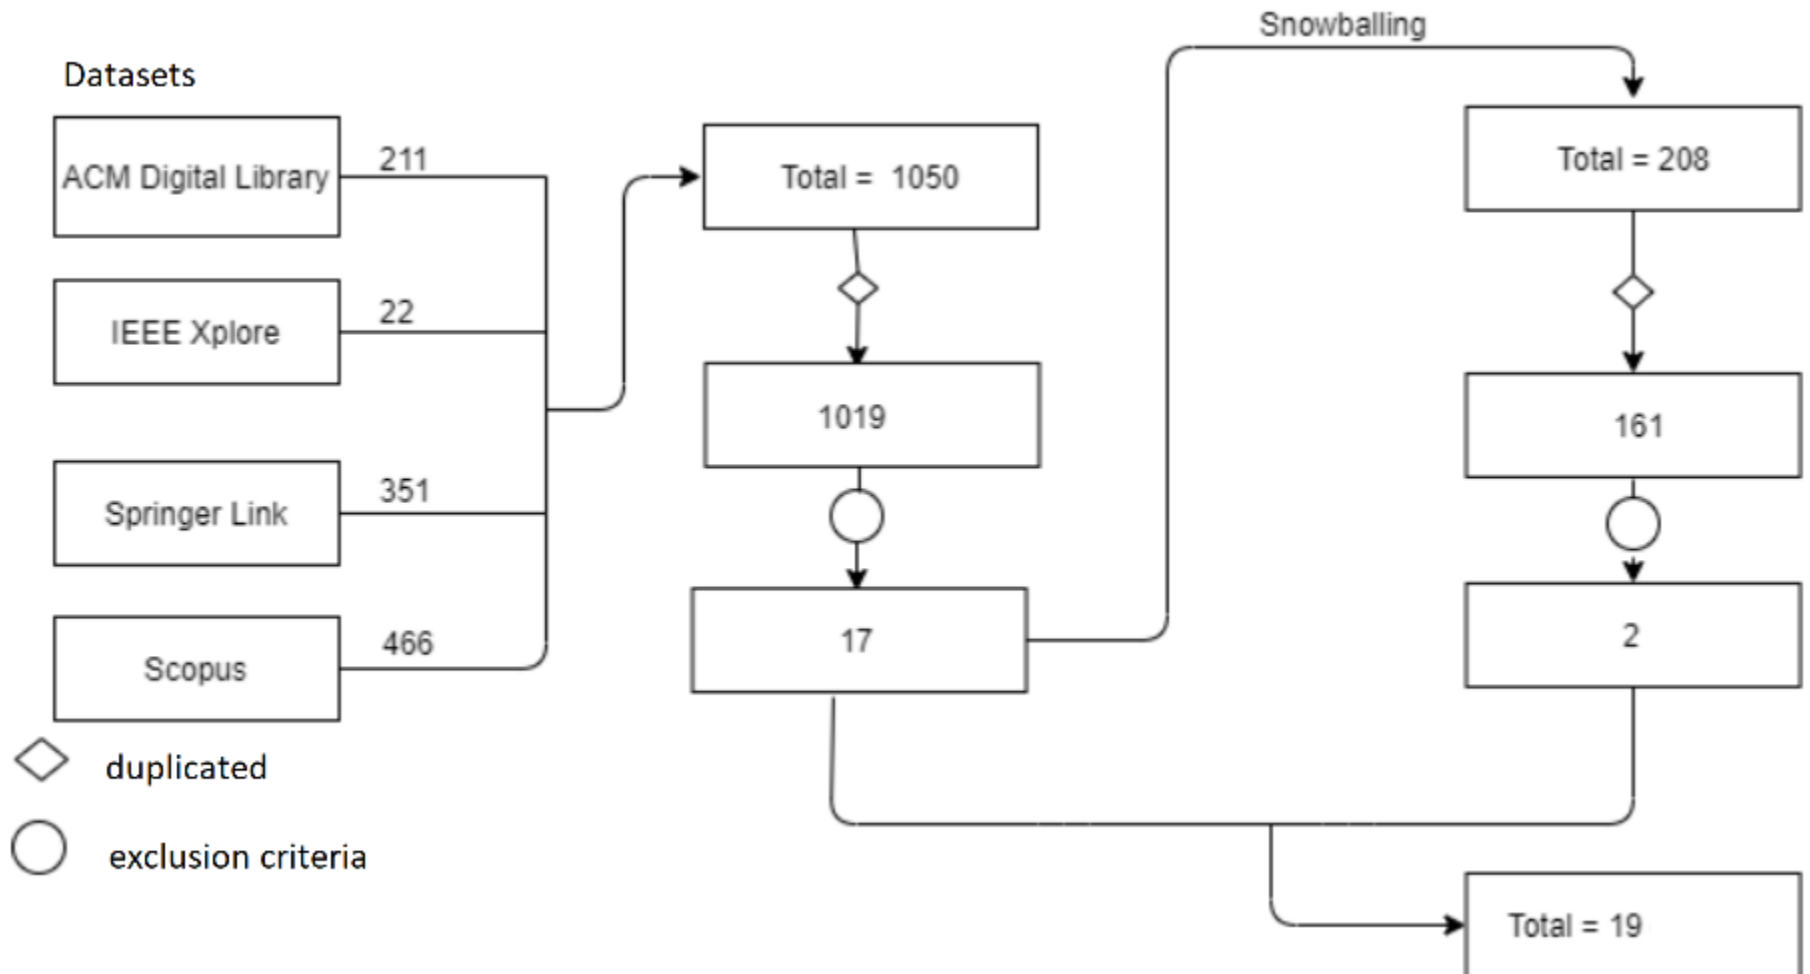 Snowballing
Datasets
ACM Digital Library
211
IEEE Xplore
22
Springer Link
351
Scopus
466
duplicated
exclusion criteria
Total = 1050
1019
17
Total = 208
161
2
Total = 19